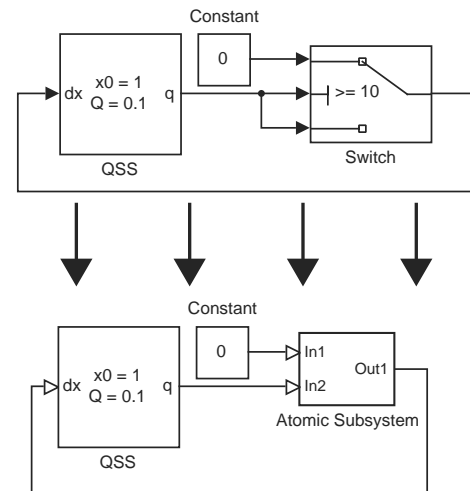 Constant
0
dx
x0 = 1
Q = 0.1
q
>= 10
QSS
Switch
Constant
0
dx
x0 = 1
Q = 0.1
q
In1
In2
Out1
QSS
Atomic Subsystem